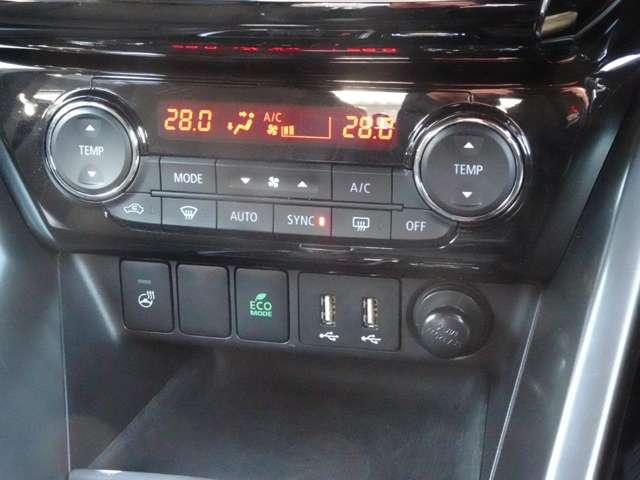 28.0 A/C 28.0
TEMP
MODE
A/C
TEMP
AUTO
SYNC
OFF
ECO
MODE